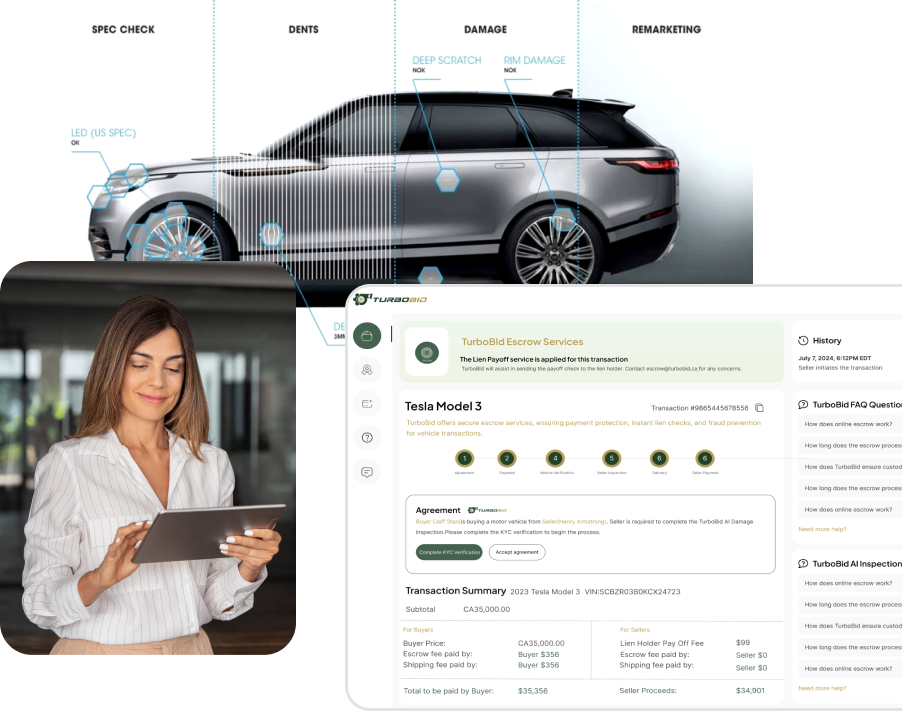 SPEC CHECK
DENTS
DAMAGE
REMARKETING
DEEP SCRATCH
NOK
RIM DAMAGE
NOK
LED (US SPEC)
OK
DE
3MM
TURBOBID
TurboBId Escrow Services
The Lien Payoff service is applied for this transaction
TurboBid will assist in sending the payoff check to the lien holder. Contact escrow@turbobid.ca for any concerns.
Tesla Model 3
Transaction #9865445678556
TurboBid offers secure escrow services, ensuring payment protection, instant lien checks, and fraud prevention
for vehicle transactions.
1
2
4
5
6
6
Agreement
Payment
Vehicle Verification
Seller Inspection
Delivery
Seller Payment
Agreement TURBOBID
Buyer (Jeff Stan)is buying a motor vehicle from Seller(Henry Armstrong). Seller is required to complete the TurboBid AI Damage
inspection.Please complete the KYC verification to begin the process.
Complete KYC Verification
Accept agreement
Transaction Summary 2023 Tesla Model 3 VIN:SCBZR03B0KCX24723
Subtotal CA35,000.00
For Buyers
Buyer Price: CA35,000.00
Escrow fee paid by: Buyer $356
Shipping fee paid by: Buyer $356
Total to be paid by Buyer: $35,356
For Sellers
Lien Holder Pay Off Fee $99
Escrow fee paid by: Seller $0
Shipping fee paid by: Seller $0
Seller Proceeds: $34,901
History
July 7, 2024, 6:12PM EDT
Seller initiates the transaction
TurboBid FAQ Question
How does online escrow work?
How long does the escrow process
How does TurboBid ensure custod
How long does the escrow process
How does online escrow work?
Need more help?
TurboBid AI Inspection
How does online escrow work?
How long does the escrow process
How does TurboBid ensure custod
How long does the escrow process
How does online escrow work?
Need more help?